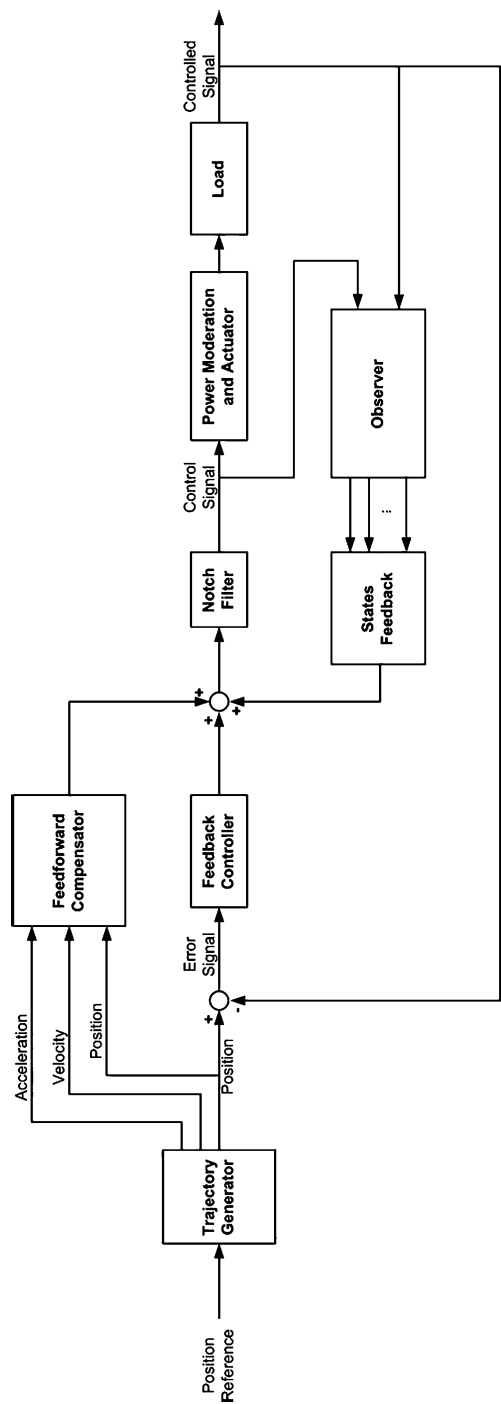 Position
Reference
Trajectory
Generator
Acceleration
Velocity
Position
Position
+
-
Error
Signal
Feedforward
Compensator
Feedback
Controller
+
+
+
Notch
Filter
Control
Signal
Power Moderation
and Actuator
Load
Controlled
Signal
States
Feedback
...
Observer